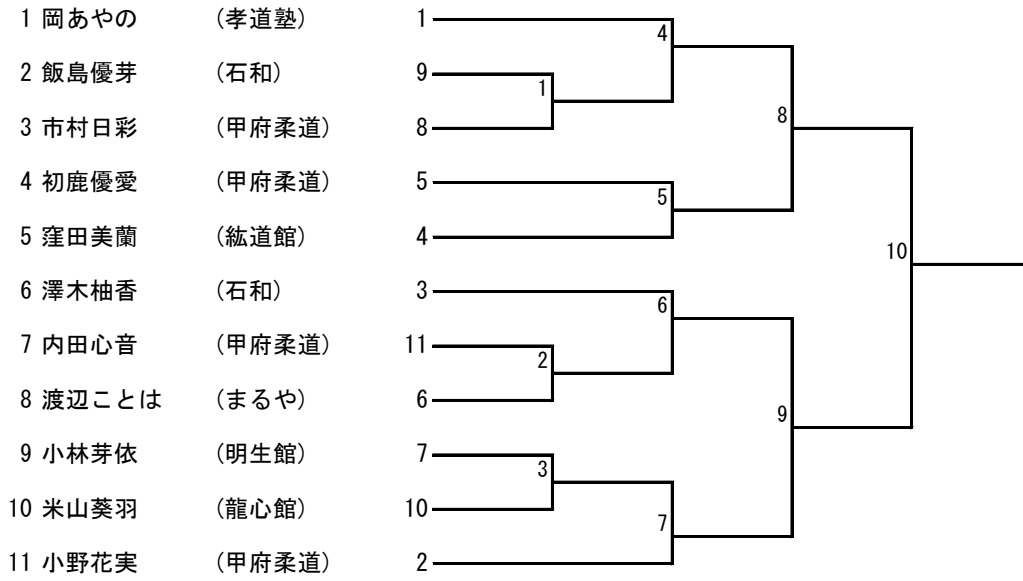 1 岡あやの (孝道塾) 1
4
2 飯島優芽 (石和) 9
1
3 市村日彩 (甲府柔道) 8
8
4 初鹿優愛 (甲府柔道) 5
5
5 窪田美蘭 (紘道館) 4
10
6 澤木柚香 (石和) 3
6
7 内田心音 (甲府柔道) 11
2
8 渡辺ことは (まるや) 6
9
9 小林芽依 (明生館) 7
3
10 米山葵羽 (龍心館) 10
7
11 小野花実 (甲府柔道) 2